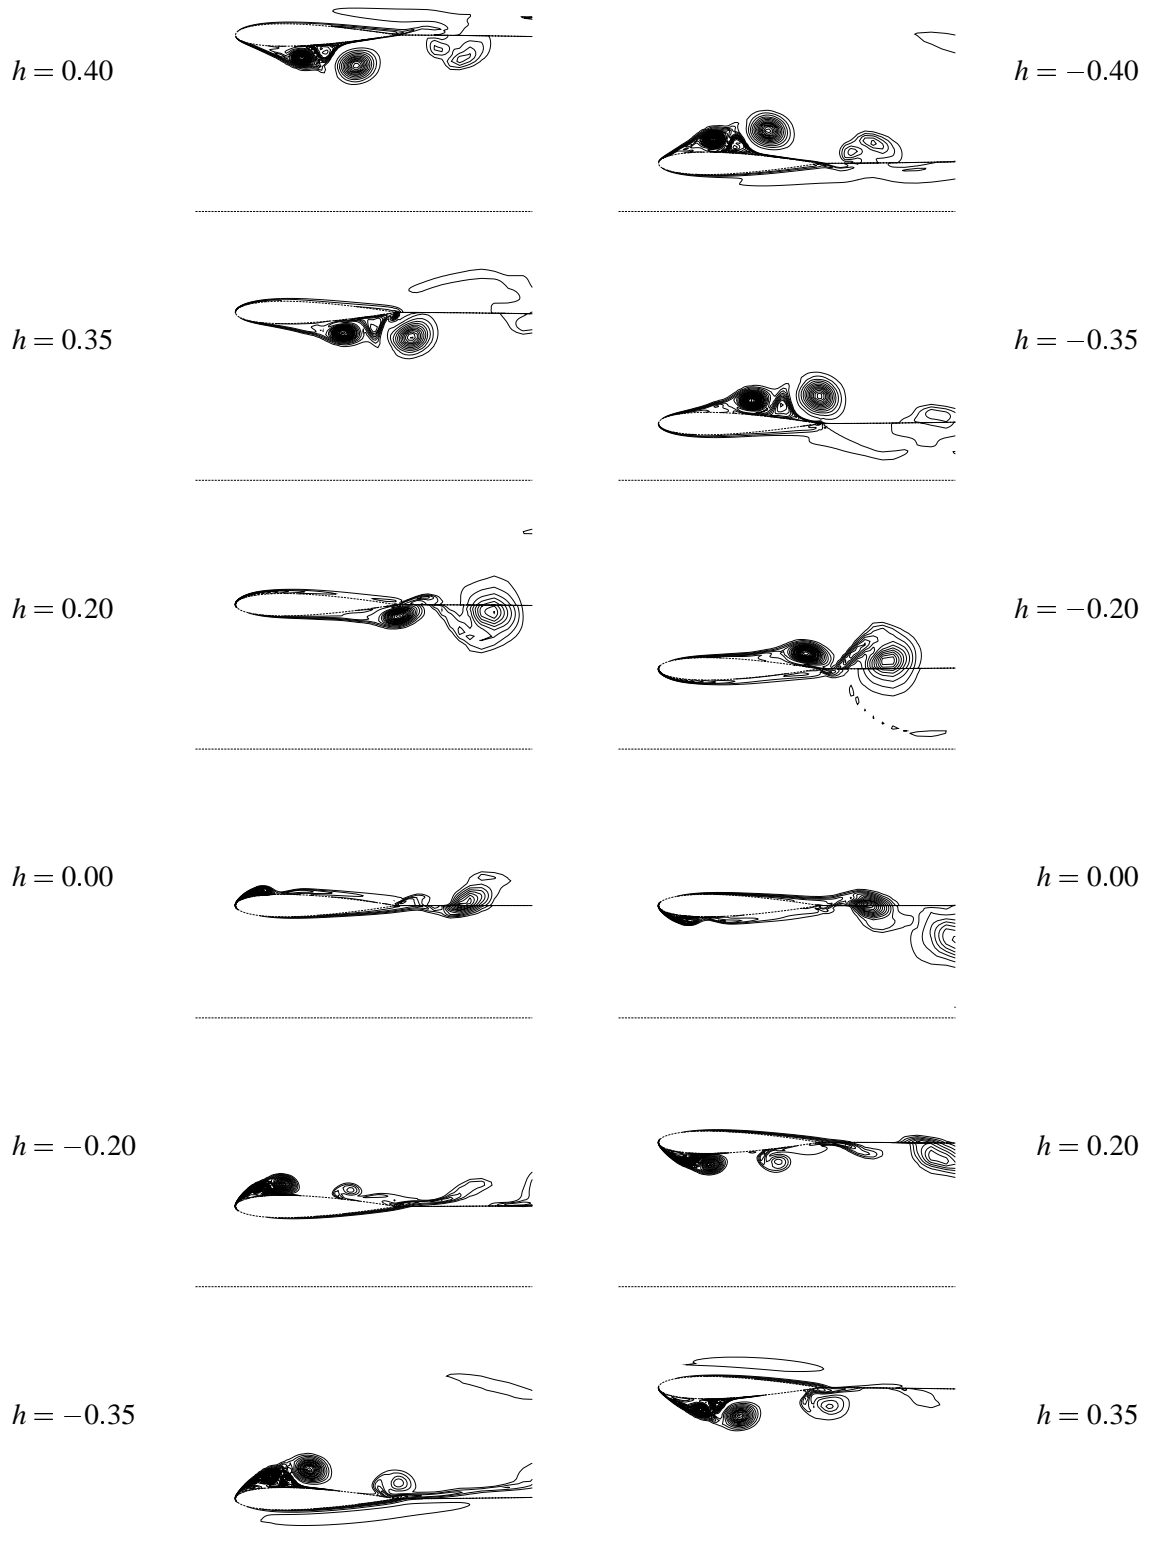 h = 0.40
h = −0.40
h = 0.35
h = −0.35
h = 0.20
h = −0.20
h = 0.00
h = 0.00
h = −0.20
h = 0.20
h = −0.35
h = 0.35